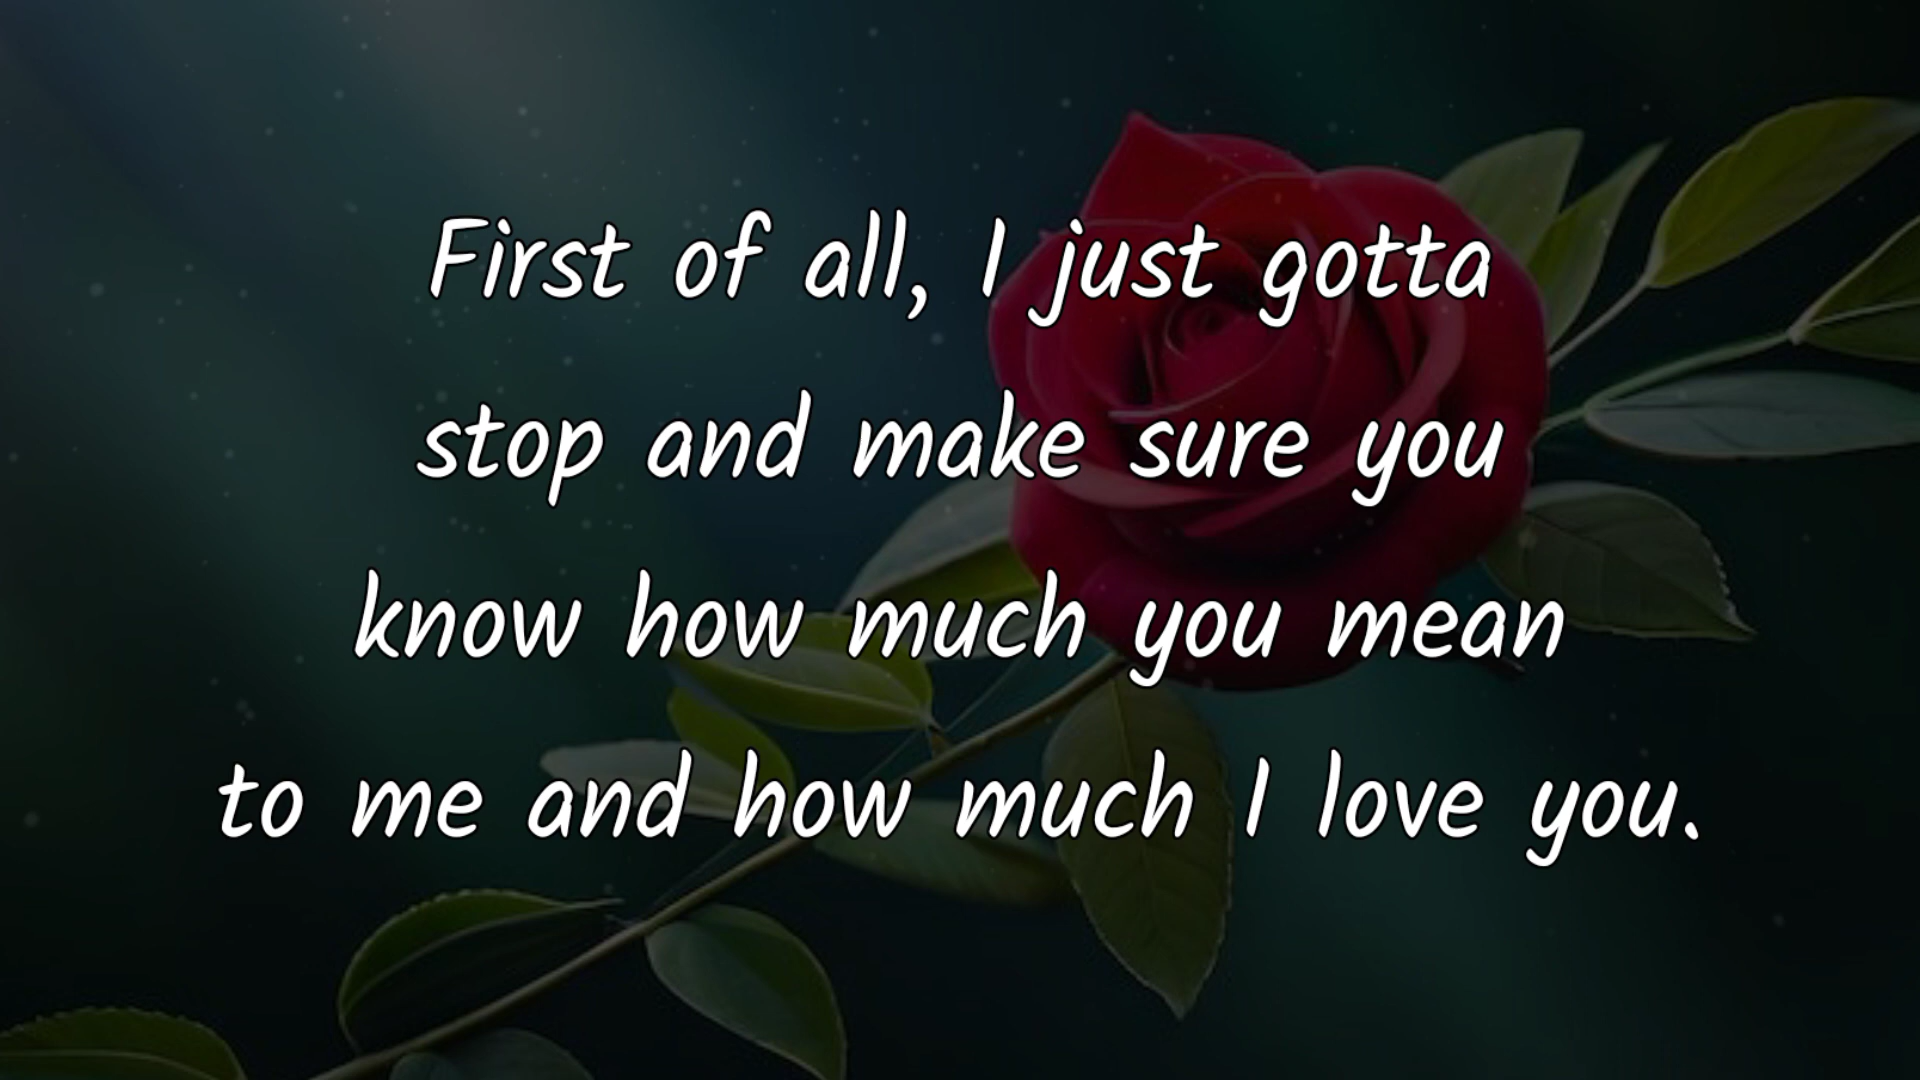 First of all, I just gotta
stop and make sure you
know how much you mean
to me and how much I love you.